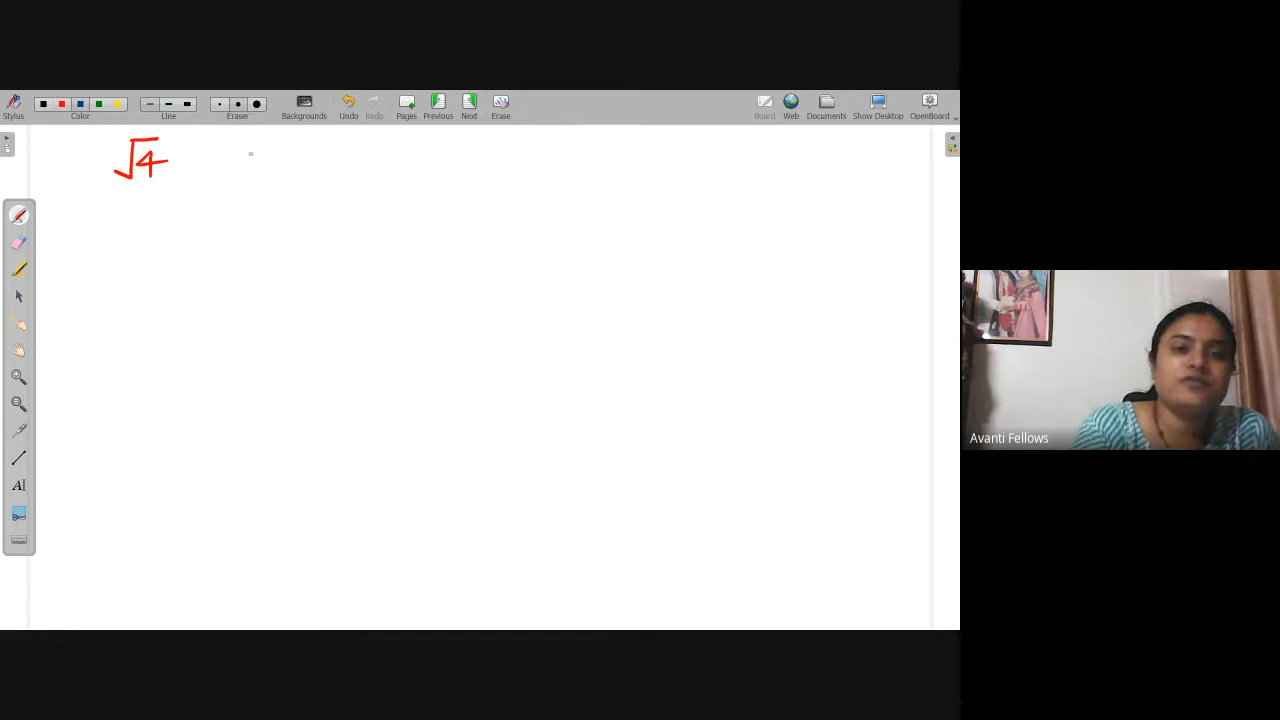 Stylus
Color
Line
Eraser
Backgrounds
Undo
Redo
Pages
Previous
Next
Erase
Board
Web
Documents
Show Desktop
OpenBoard
√4
Avanti Fellows